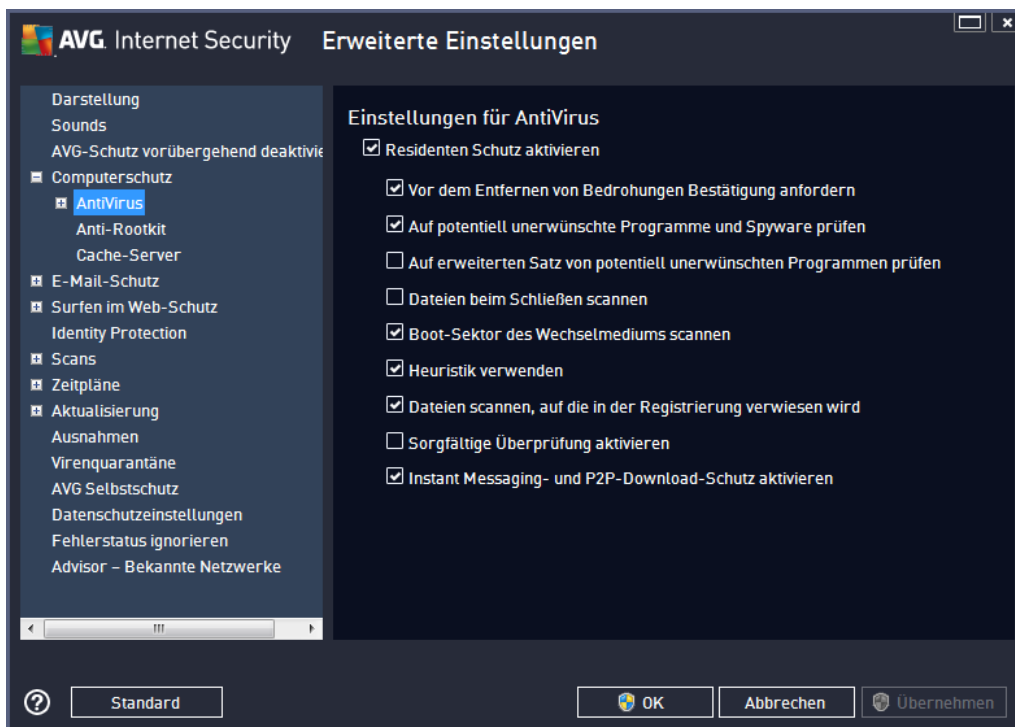 AVG. Internet Security Erweiterte Einstellungen
Darstellung
Sounds
AVG-Schutz vorübergehend deaktivie
Computerschutz
AntiVirus
Anti-Rootkit
Cache-Server
E-Mail-Schutz
Surfen im Web-Schutz
Identity Protection
Scans
Zeitpläne
Aktualisierung
Ausnahmen
Virenquarantäne
AVG Selbstschutz
Datenschutzeinstellungen
Fehlerstatus ignorieren
Advisor – Bekannte Netzwerke
Einstellungen für AntiVirus
Residenten Schutz aktivieren
Vor dem Entfernen von Bedrohungen Bestätigung anfordern
Auf potentiell unerwünschte Programme und Spyware prüfen
Auf erweiterten Satz von potentiell unerwünschten Programmen prüfen
Dateien beim Schließen scannen
Boot-Sektor des Wechselmediums scannen
Heuristik verwenden
Dateien scannen, auf die in der Registrierung verwiesen wird
Sorgfältige Überprüfung aktivieren
Instant Messaging- und P2P-Download-Schutz aktivieren
? Standard OK Abbrechen Übernehmen